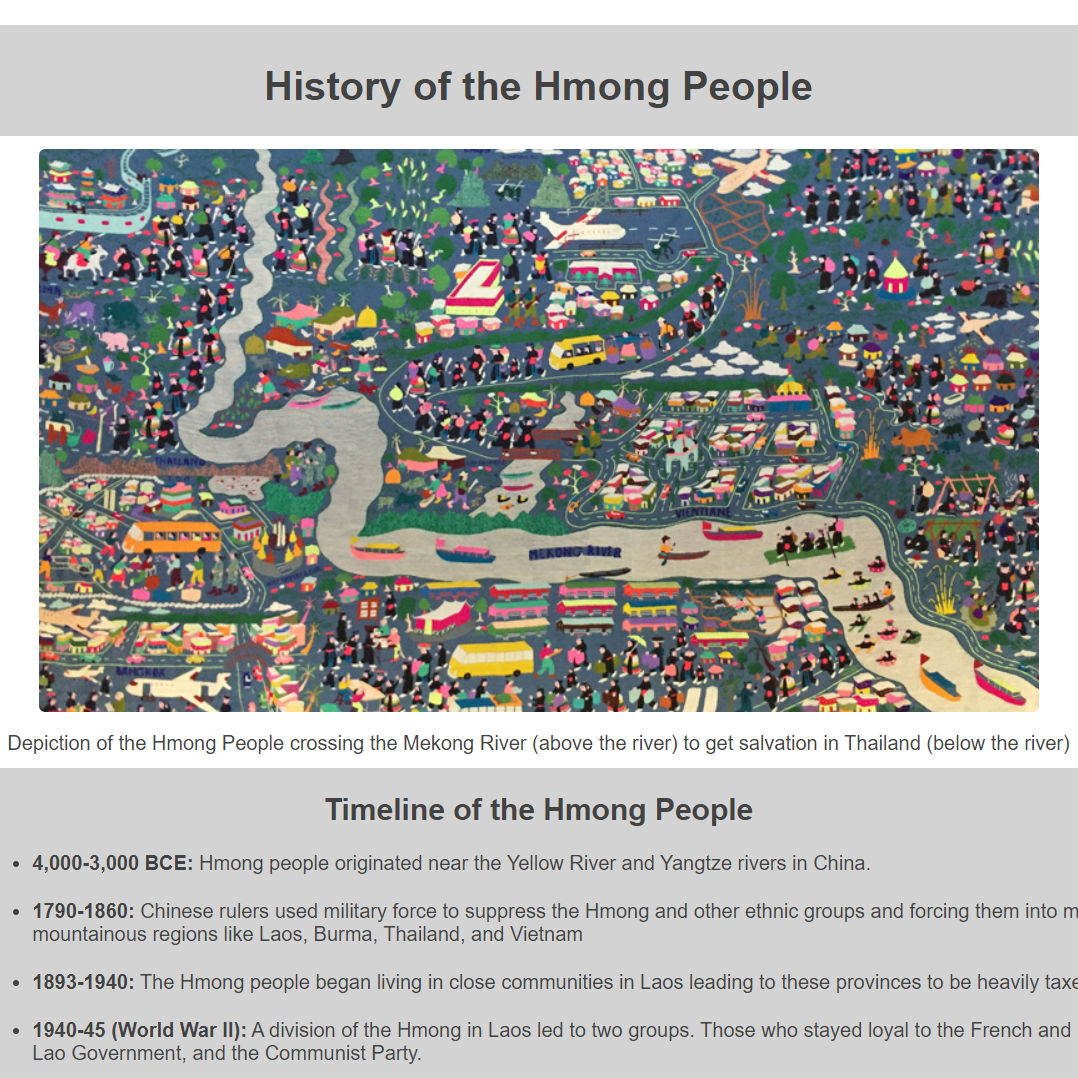 History of the Hmong People
THAILAND
VIENTIANE
MEKONG RIVER
BANGKOK
Depiction of the Hmong People crossing the Mekong River (above the river) to get salvation in Thailand (below the river)
Timeline of the Hmong People
• 4,000-3,000 BCE: Hmong people originated near the Yellow River and Yangtze rivers in China.
• 1790-1860: Chinese rulers used military force to suppress the Hmong and other ethnic groups and forcing them into m
mountainous regions like Laos, Burma, Thailand, and Vietnam
• 1893-1940: The Hmong people began living in close communities in Laos leading to these provinces to be heavily taxe
• 1940-45 (World War II): A division of the Hmong in Laos led to two groups. Those who stayed loyal to the French and
Lao Government, and the Communist Party.